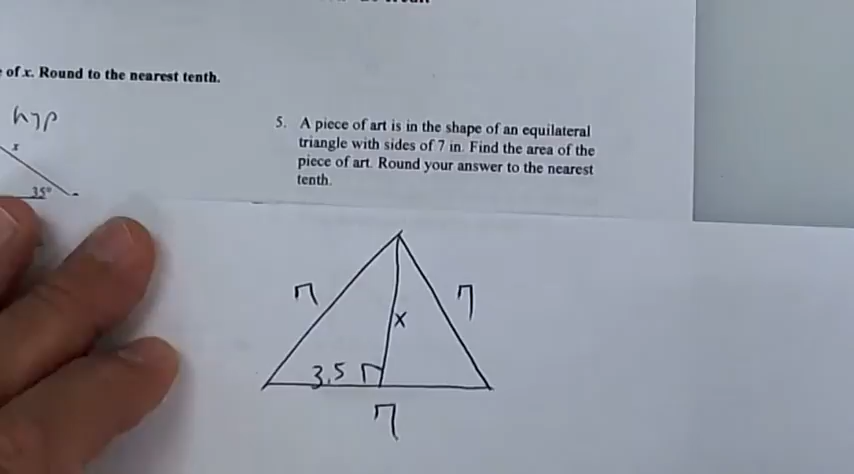 of x. Round to the nearest tenth.
hyp
x
35°
5. A piece of art is in the shape of an equilateral
triangle with sides of 7 in. Find the area of the
piece of art. Round your answer to the nearest
tenth.
7
7
x
3.5
7